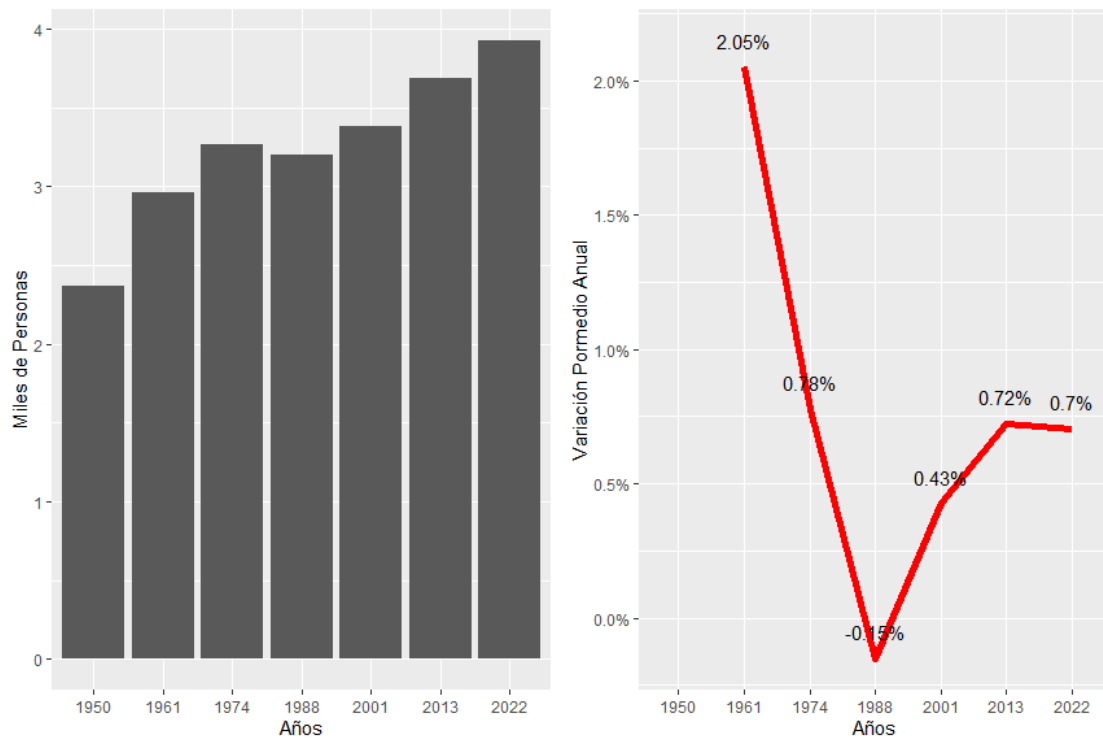 Miles de Personas
4
3
2
1
0
1950 1961 1974 1988 2001 2013 2022
Años
Variación Pormedio Anual
2.0%
1.5%
1.0%
0.5%
0.0%
2.05%
0.78%
-0.15%
0.43%
0.72%
0.7%
1950 1961 1974 1988 2001 2013 2022
Años